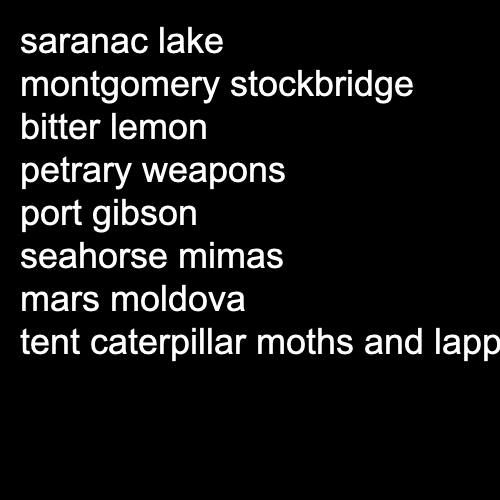 saranac lake
montgomery stockbridge
bitter lemon
petrary weapons
port gibson
seahorse mimas
mars moldova
tent caterpillar moths and lapp